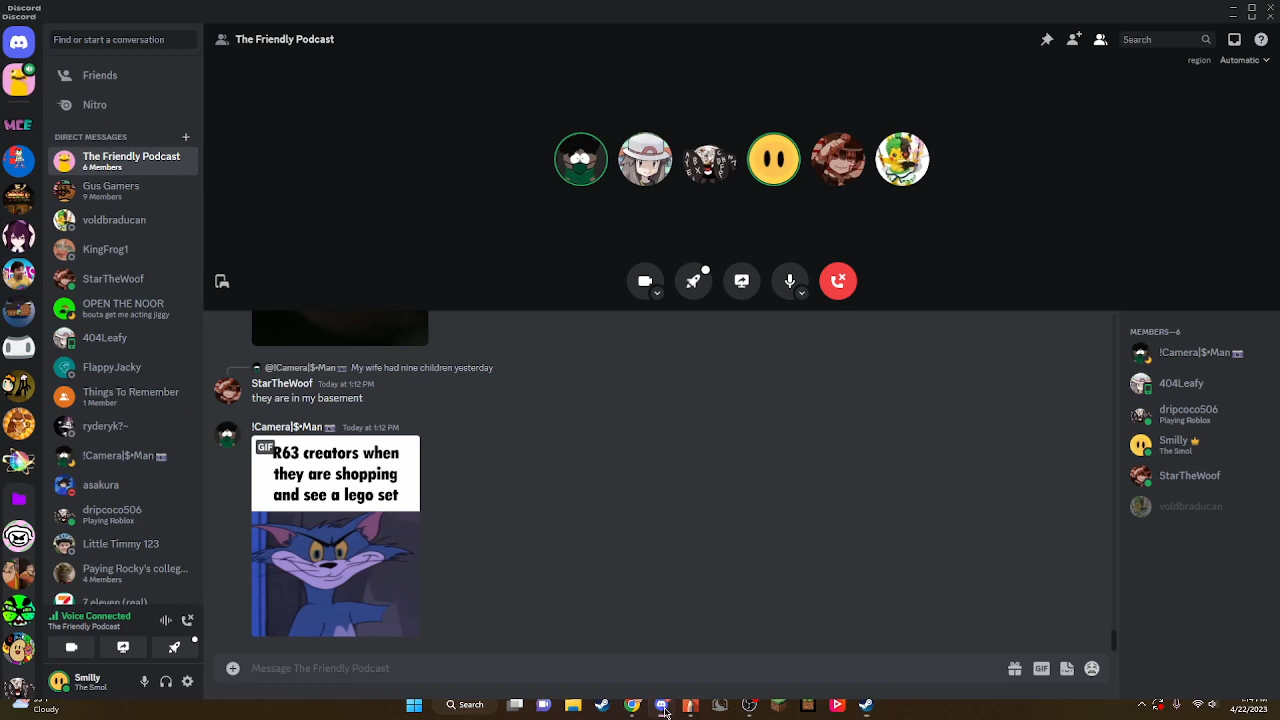 Discord
Discord
Find or start a conversation
The Friendly Podcast
Search
region
Automatic
Friends
Nitro
DIRECT MESSAGES
The Friendly Podcast
6 Members
Gus Gamers
9 Members
voldbraducan
KingFrog1
StarTheWoof
OPEN THE NOOR
bouta get me acting jiggy
404Leafy
FlappyJacky
Things To Remember
1 Member
ryderyk?~
!Camera|$•Man
asakura
dripcoco506
Playing Roblox
Little Timmy 123
Paying Rocky's colleg...
4 Members
7 eleven (real)
Voice Connected
The Friendly Podcast
Smilly
The Smol
@!Camera|$•Man My wife had nine children yesterday
StarTheWoof Today at 1:12 PM
they are in my basement
!Camera|$•Man Today at 1:12 PM
GIF
R63 creators when
they are shopping
and see a lego set
Message The Friendly Podcast
GIF
MEMBERS—6
!Camera|$•Man
404Leafy
dripcoco506
Playing Roblox
Smilly
The Smol
StarTheWoof
voldbraducan
Cloudy
Search
4/22/2023